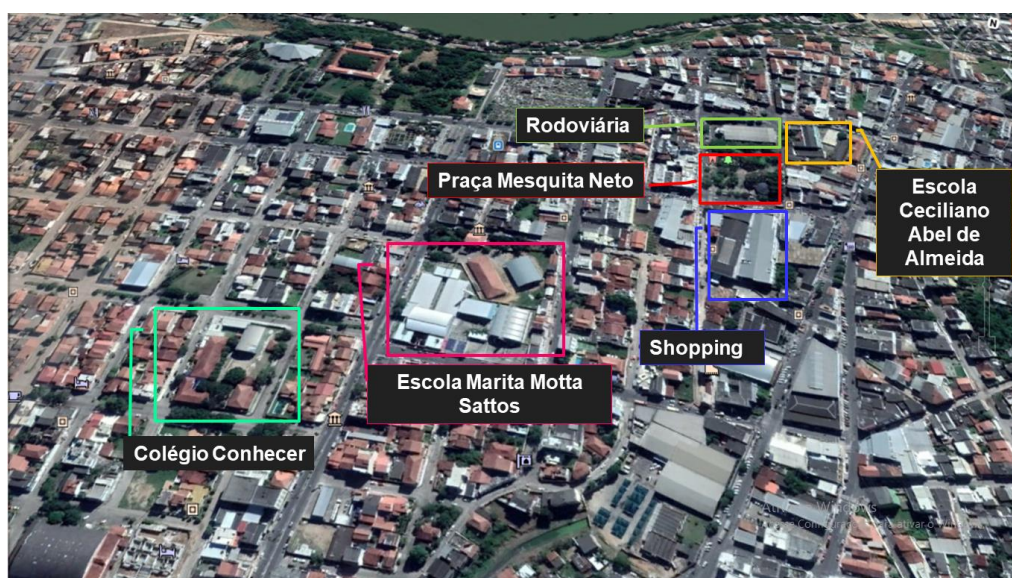 N
Rodoviária
Praça Mesquita Neto
Escola
Ceciliano
Abel de
Almeida
Shopping
Escola Marita Motta
Sattos
Colégio Conhecer